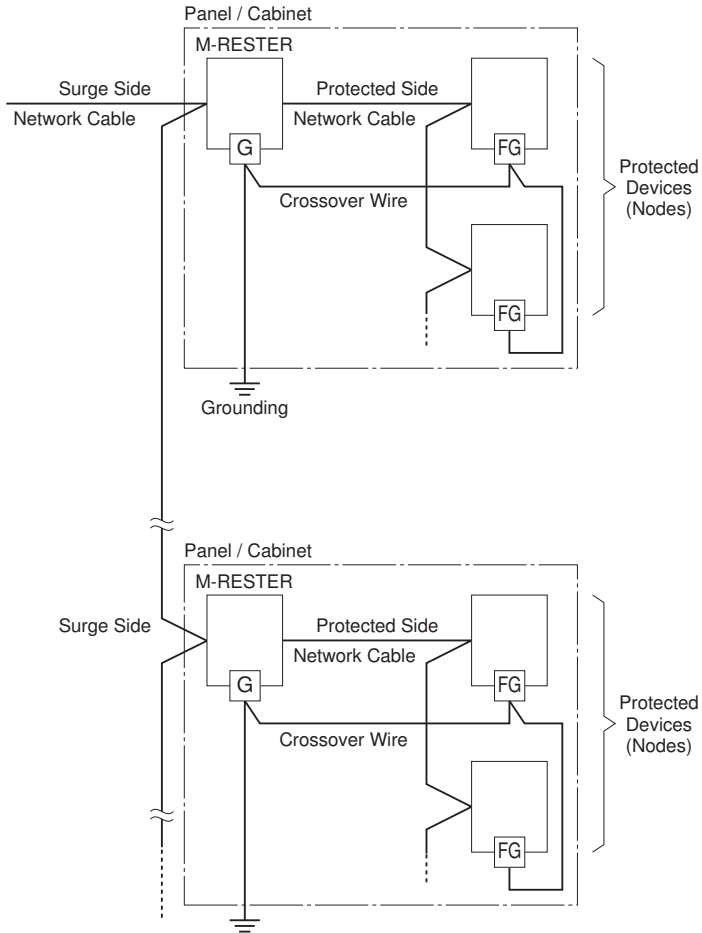 Panel / Cabinet
M-RESTER
Surge Side
Protected Side
Network Cable
Network Cable
G
FG
Crossover Wire
Protected
Devices
(Nodes)
FG
Grounding
Panel / Cabinet
M-RESTER
Surge Side
Protected Side
Network Cable
G
FG
Crossover Wire
Protected
Devices
(Nodes)
FG